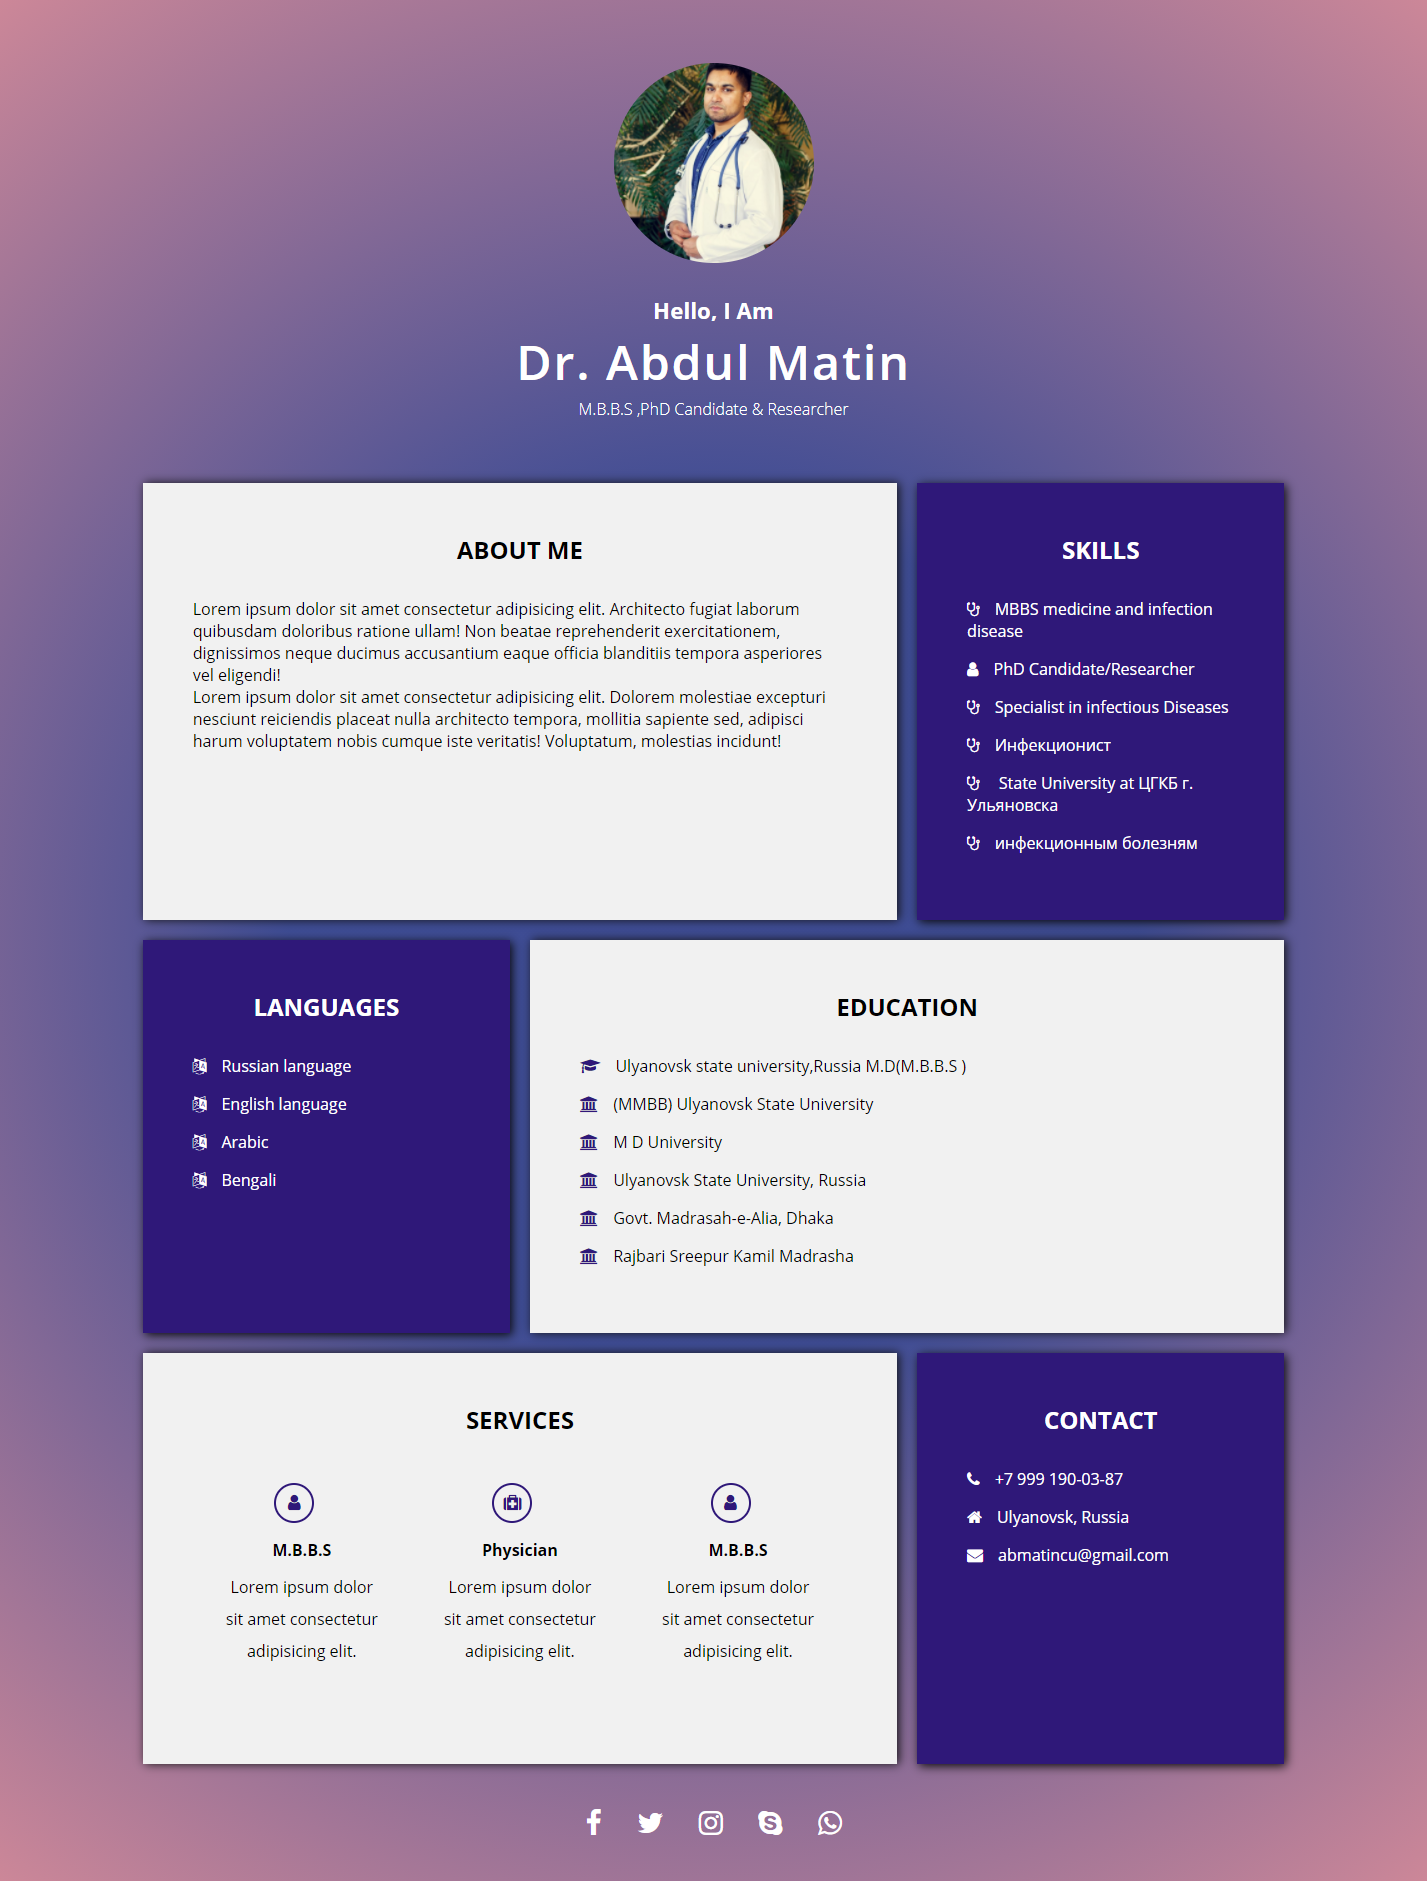 Hello, I Am
Dr. Abdul Matin
M.B.B.S ,PhD Candidate & Researcher
ABOUT ME
Lorem ipsum dolor sit amet consectetur adipisicing elit. Architecto fugiat laborum
quibusdam doloribus ratione ullam! Non beatae reprehenderit exercitationem,
dignissimos neque ducimus accusantium eaque officia blanditiis tempora asperiores
vel eligendi!
Lorem ipsum dolor sit amet consectetur adipisicing elit. Dolorem molestiae excepturi
nesciunt reiciendis placeat nulla architecto tempora, mollitia sapiente sed, adipisci
harum voluptatem nobis cumque iste veritatis! Voluptatum, molestias incidunt!
SKILLS
MBBS medicine and infection
disease
PhD Candidate/Researcher
Specialist in infectious Diseases
Инфекционист
State University at ЦГКБ г.
Ульяновска
инфекционным болезням
LANGUAGES
Russian language
English language
Arabic
Bengali
EDUCATION
Ulyanovsk state university,Russia M.D(M.B.B.S )
(MMBB) Ulyanovsk State University
M D University
Ulyanovsk State University, Russia
Govt. Madrasah-e-Alia, Dhaka
Rajbari Sreepur Kamil Madrasha
SERVICES
M.B.B.S
Lorem ipsum dolor
sit amet consectetur
adipisicing elit.
Physician
Lorem ipsum dolor
sit amet consectetur
adipisicing elit.
M.B.B.S
Lorem ipsum dolor
sit amet consectetur
adipisicing elit.
CONTACT
+7 999 190-03-87
Ulyanovsk, Russia
abmatincu@gmail.com